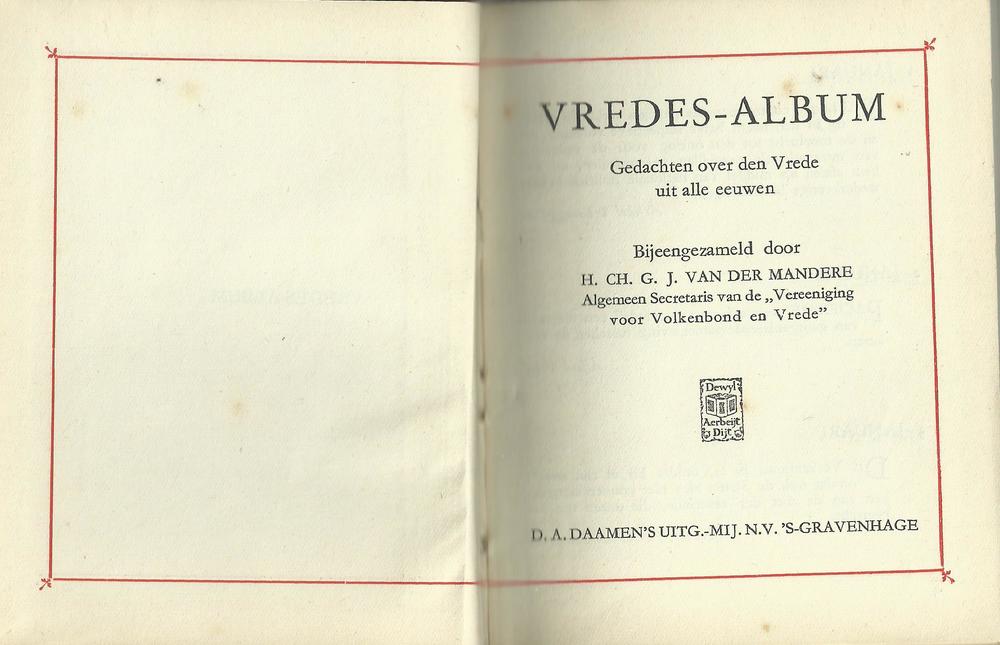 VREDES-ALBUM
Gedachten over den Vrede
uit alle eeuwen
Bijeengezameld door
H. CH. G. J. VAN DER MANDERE
Algemeen Secretaris van de „Vereeniging
voor Volkenbond en Vrede”
Dewyl
Aerbeijt
Dijt
D. A. DAAMEN'S UITG.-MIJ. N.V. 'S-GRAVENHAGE